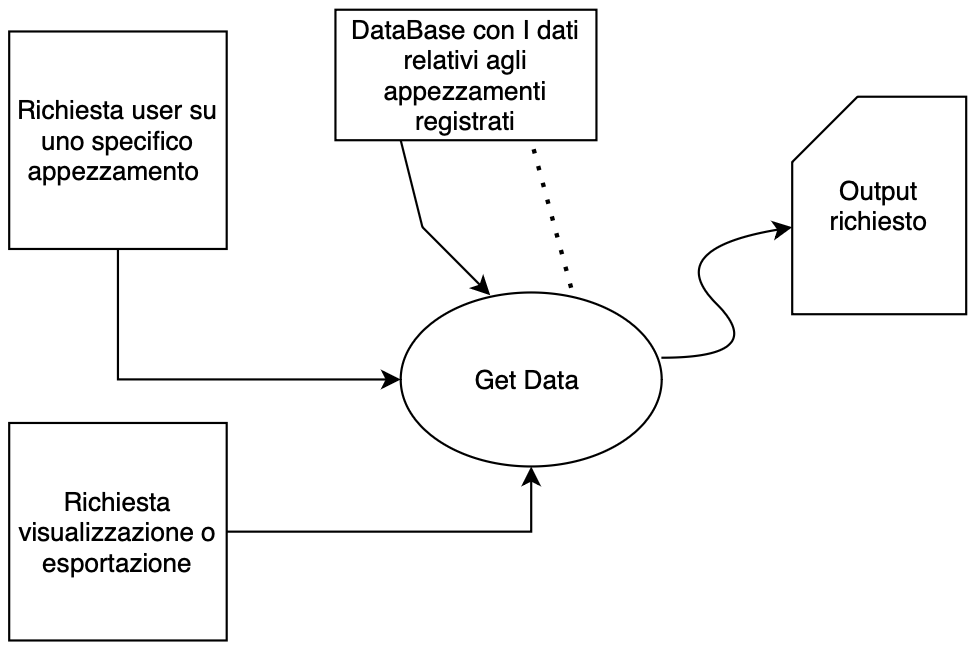 DataBase con I dati
relativi agli
appezzamenti
registrati
Richiesta user su
uno specifico
appezzamento
Output
richiesto
Get Data
Richiesta
visualizzazione o
esportazione